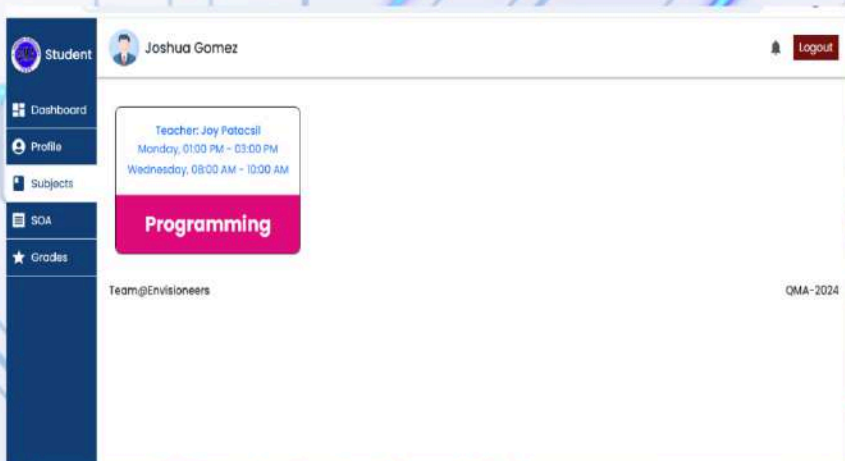 Student
Joshua Gomez
Logout
Dashboard
Profile
Subjects
SOA
Grades
Teacher: Joy Patacsil
Monday, 01:00 PM - 03:00 PM
Wednesday, 08:00 AM - 10:00 AM
Programming
Team@Envisioneers
QMA-2024